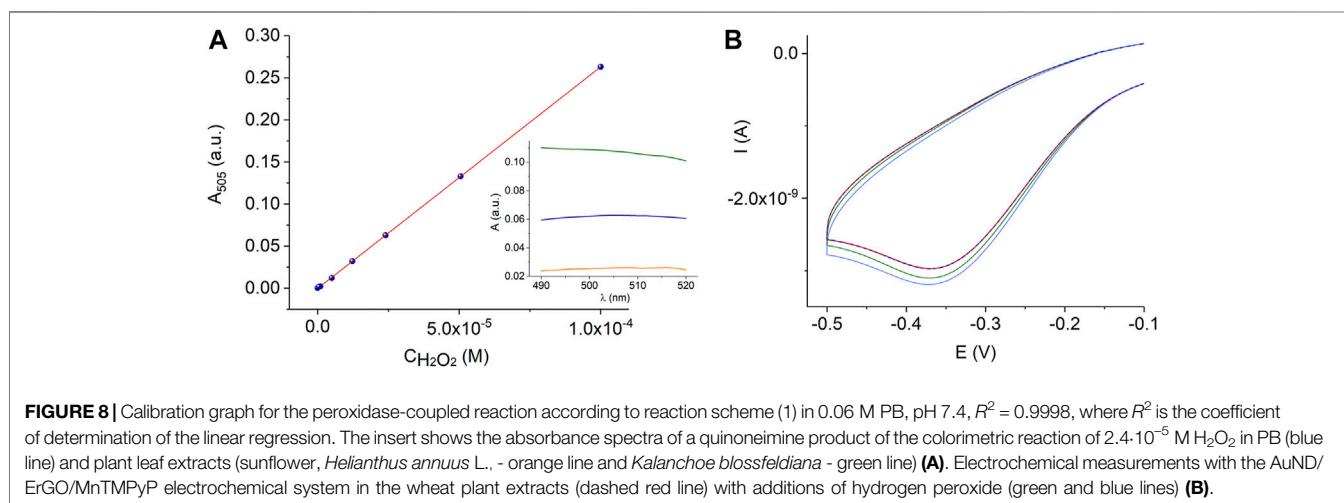 A
B
0.30
0.25
0.20
0.15
0.10
0.05
0.00
A505 (a.u.)
0.0
5.0x10-5
1.0x10-4
CH2O2 (M)
0.10
0.08
0.06
0.04
0.02
A (a.u.)
490
500
510
520
λ (nm)
0.0
-2.0x10-9
I (A)
-0.5
-0.4
-0.3
-0.2
-0.1
E (V)
FIGURE 8 | Calibration graph for the peroxidase-coupled reaction according to reaction scheme (1) in 0.06 M PB, pH 7.4, R2 = 0.9998, where R2 is the coefficient
of determination of the linear regression. The insert shows the absorbance spectra of a quinoneimine product of the colorimetric reaction of 2.4·10−5 M H2O2 in PB (blue
line) and plant leaf extracts (sunflower, Helianthus annuus L., - orange line and Kalanchoe blossfeldiana - green line) (A). Electrochemical measurements with the AuND/
ErGO/MnTMPyP electrochemical system in the wheat plant extracts (dashed red line) with additions of hydrogen peroxide (green and blue lines) (B).